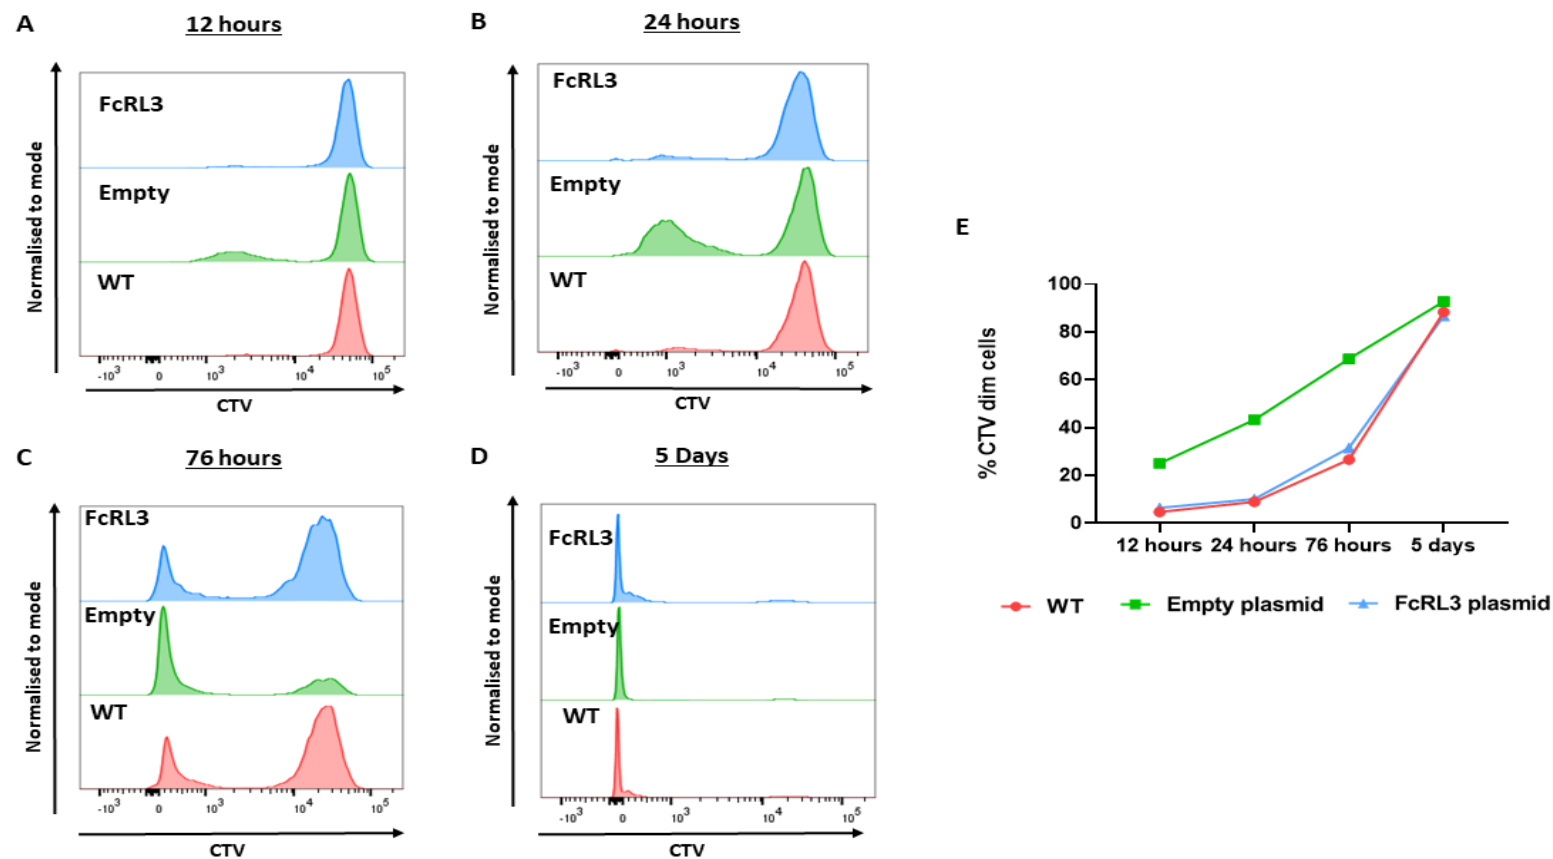 A
12 hours
Normalised to mode
FcRL3
Empty
WT
-10³ 0 10³ 10⁴ 10⁵
CTV
B
24 hours
Normalised to mode
FcRL3
Empty
WT
-10³ 0 10³ 10⁴ 10⁵
CTV
C
76 hours
Normalised to mode
FcRL3
Empty
WT
-10³ 0 10³ 10⁴ 10⁵
CTV
D
5 Days
Normalised to mode
FcRL3
Empty
WT
-10³ 0 10³ 10⁴ 10⁵
CTV
E
% CTV dim cells
100
80
60
40
20
0
12 hours 24 hours 76 hours 5 days
WT Empty plasmid FcRL3 plasmid